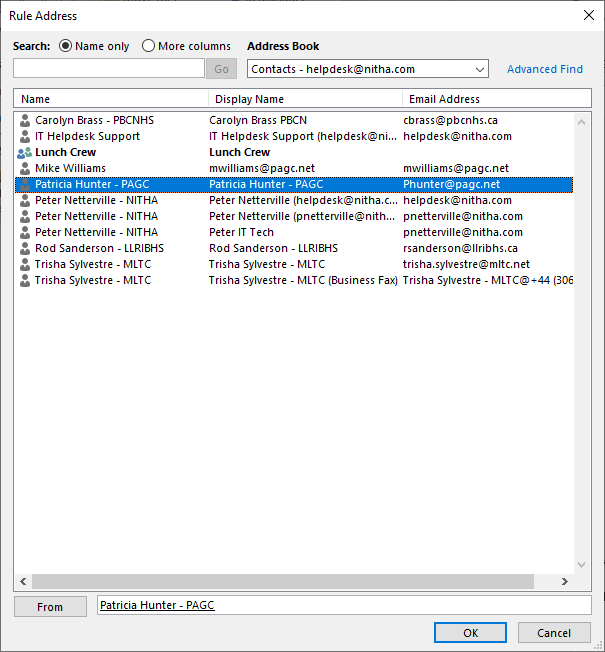 Rule Address
Search: Name only More columns Address Book
Go Contacts - helpdesk@nitha.com Advanced Find
Name Display Name Email Address
Carolyn Brass - PBCNHS Carolyn Brass PBCN cbrass@pbcnhs.ca
IT Helpdesk Support IT Helpdesk Support (helpdesk@ni... helpdesk@nitha.com
Lunch Crew Lunch Crew
Mike Williams mwilliams@pagc.net mwilliams@pagc.net
Patricia Hunter - PAGC Patricia Hunter - PAGC Phunter@pagc.net
Peter Netterville - NITHA Peter Netterville (helpdesk@nitha.c... helpdesk@nitha.com
Peter Netterville - NITHA Peter Netterville (pnetterville@nith... pnetterville@nitha.com
Peter Netterville - NITHA Peter IT Tech pnetterville@nitha.com
Rod Sanderson - LLRIBHS Rod Sanderson - LLRIBHS rsanderson@llribhs.ca
Trisha Sylvestre - MLTC Trisha Sylvestre - MLTC trisha.sylvestre@mltc.net
Trisha Sylvestre - MLTC Trisha Sylvestre - MLTC (Business Fax) Trisha Sylvestre - MLTC@+44 (306
From Patricia Hunter - PAGC
OK Cancel